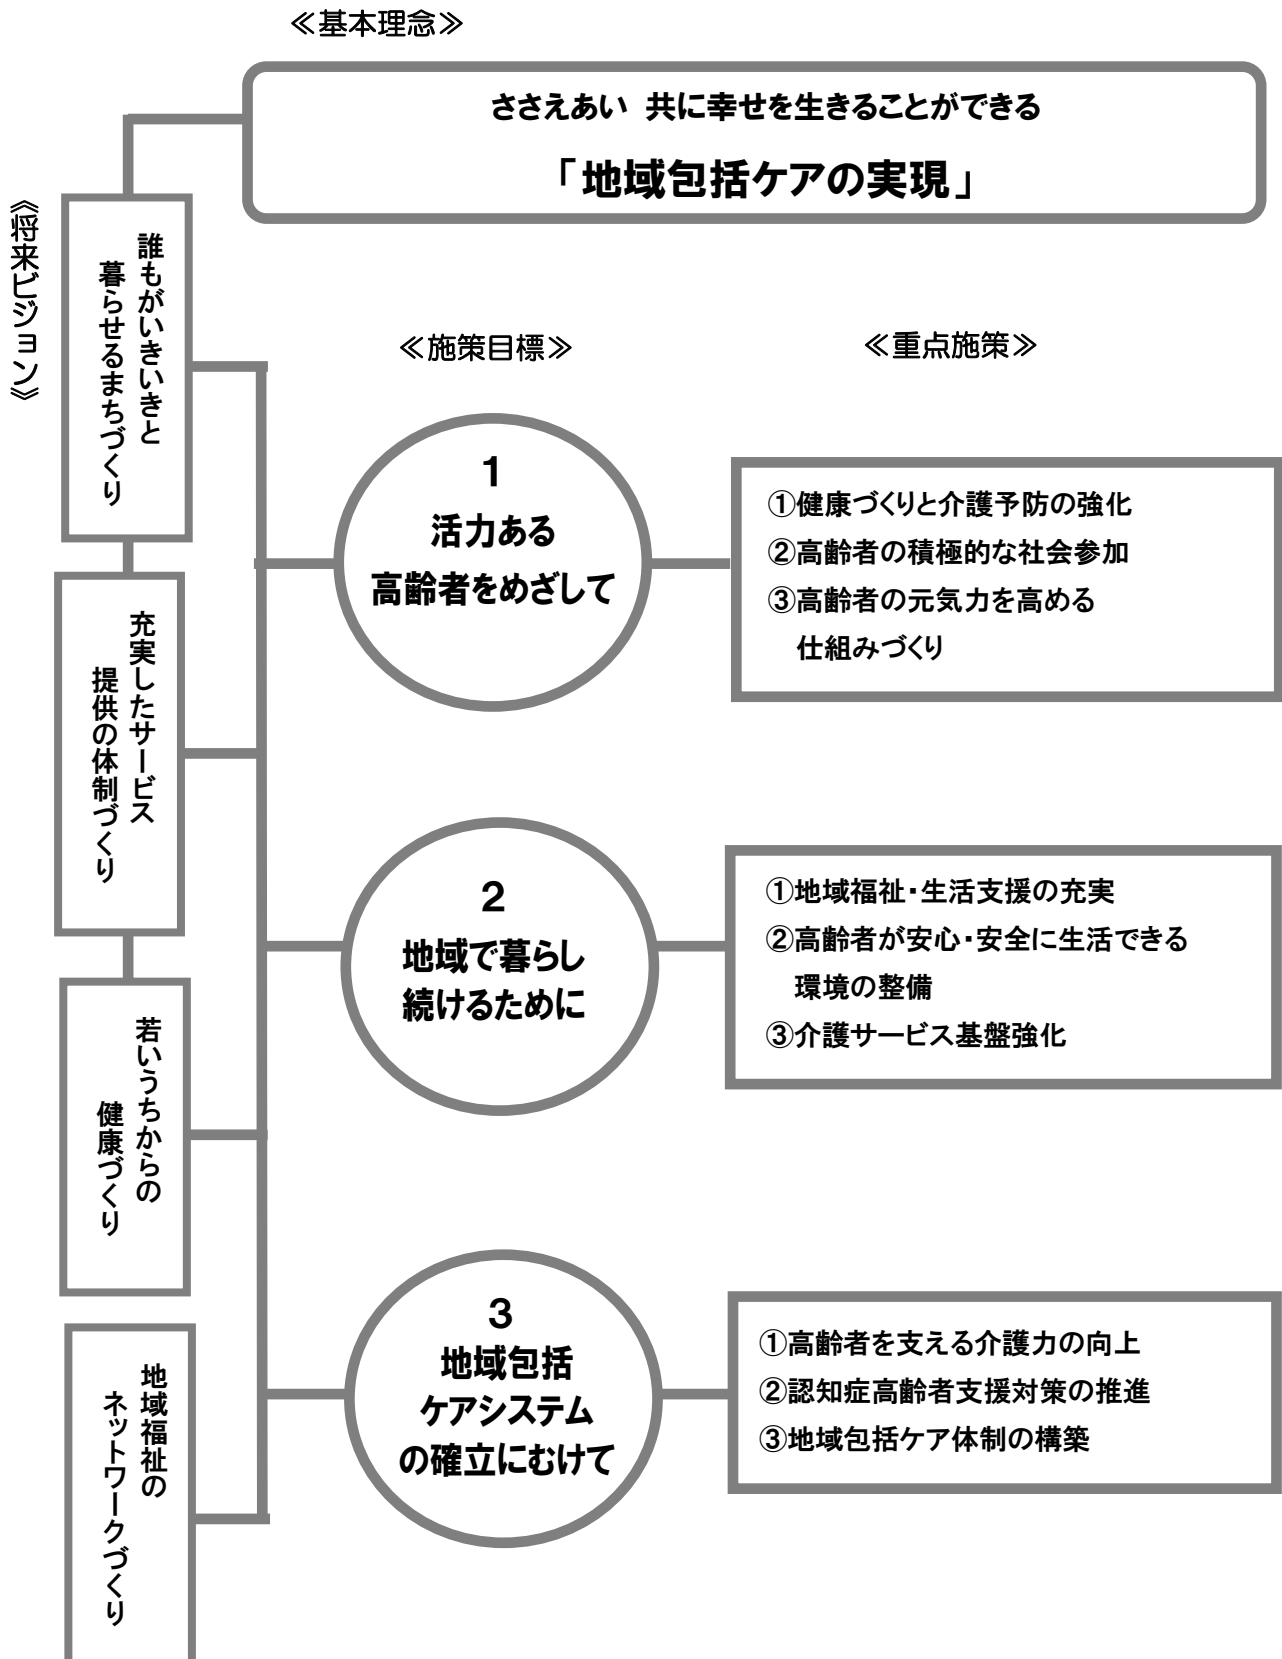 ≪基本理念≫
ささえあい 共に幸せを生きることができる
「地域包括ケアの実現」
≪将来ビジョン≫
誰もがいきいきと
暮らせるまちづくり
充実したサービス
提供の体制づくり
若いうちからの
健康づくり
地域福祉の
ネットワークづくり
≪施策目標≫
≪重点施策≫
1
活力ある
高齢者をめざして
①健康づくりと介護予防の強化
②高齢者の積極的な社会参加
③高齢者の元気力を高める
仕組みづくり
2
地域で暮らし
続けるために
①地域福祉・生活支援の充実
②高齢者が安心・安全に生活できる
環境の整備
③介護サービス基盤強化
3
地域包括
ケアシステム
の確立にむけて
①高齢者を支える介護力の向上
②認知症高齢者支援対策の推進
③地域包括ケア体制の構築